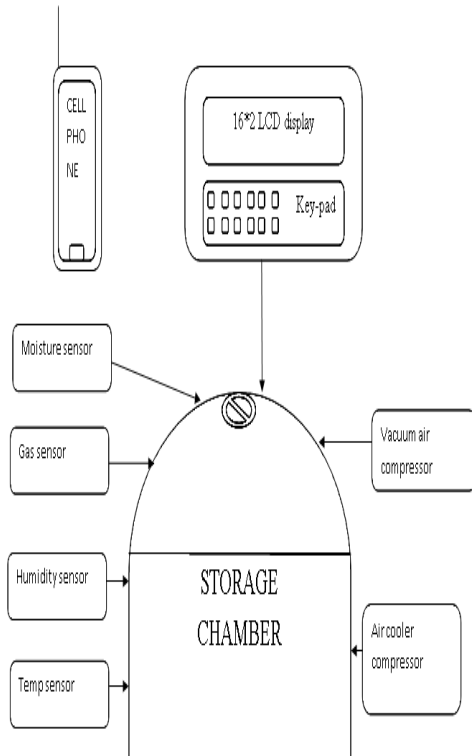 CELL
PHO
NE
16*2 LCD display
Key-pad
Moisture sensor
Gas sensor
Vacuum air
compressor
Humidity sensor
STORAGE
CHAMBER
Air cooler
compressor
Temp sensor